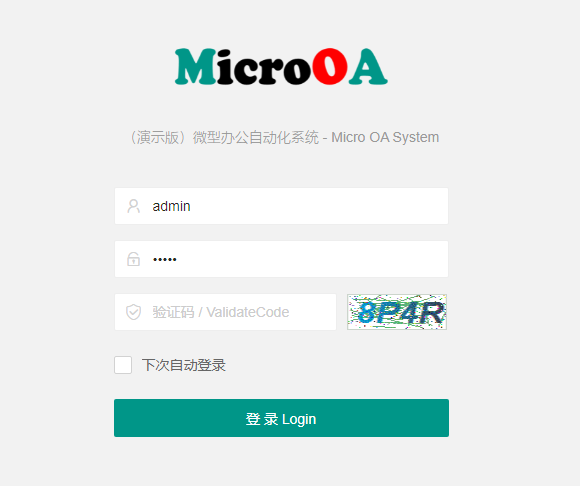 MicroOA
（演示版）微型办公自动化系统 - Micro OA System
admin
•••••
验证码 / ValidateCode 8P4R
下次自动登录
登 录 Login